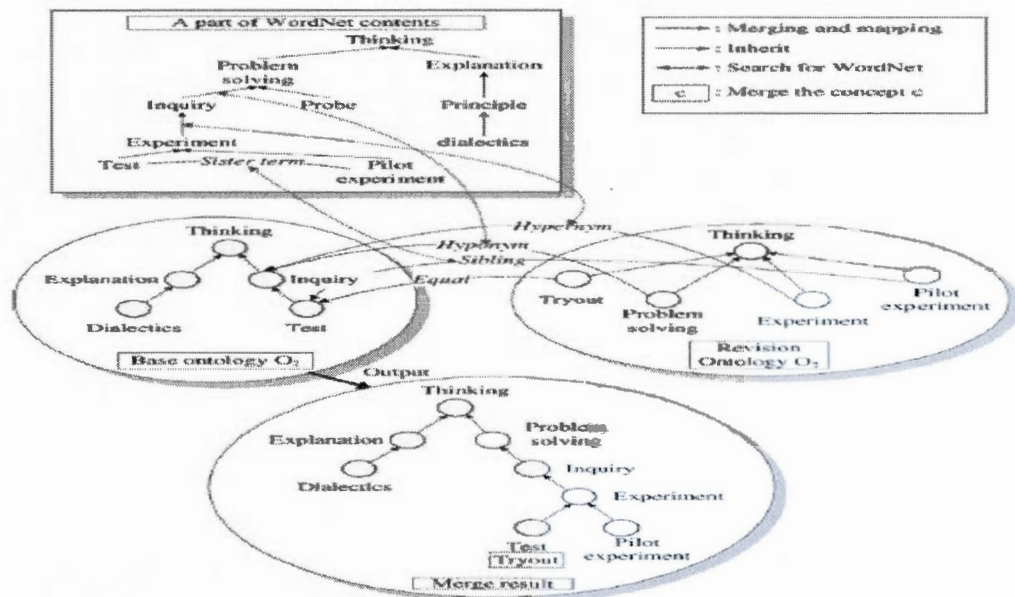 A part of WordNet contents
Thinking
Problem
solving
Explanation
Inquiry
Probe
Principle
Experiment
dialectics
Test
Sister term
Pilot
experiment
: Merging and mapping
: Inherit
: Search for WordNet
c : Merge the concept c
Hypernym
Hyponym
Sibling
Equal
Thinking
Explanation
Inquiry
Dialectics
Test
Base ontology O₁
Thinking
Tryout
Problem
solving
Experiment
Pilot
experiment
Revision
Ontology O₂
Output
Thinking
Explanation
Problem
solving
Dialectics
Inquiry
Experiment
Test
Tryout
Pilot
experiment
Merge result